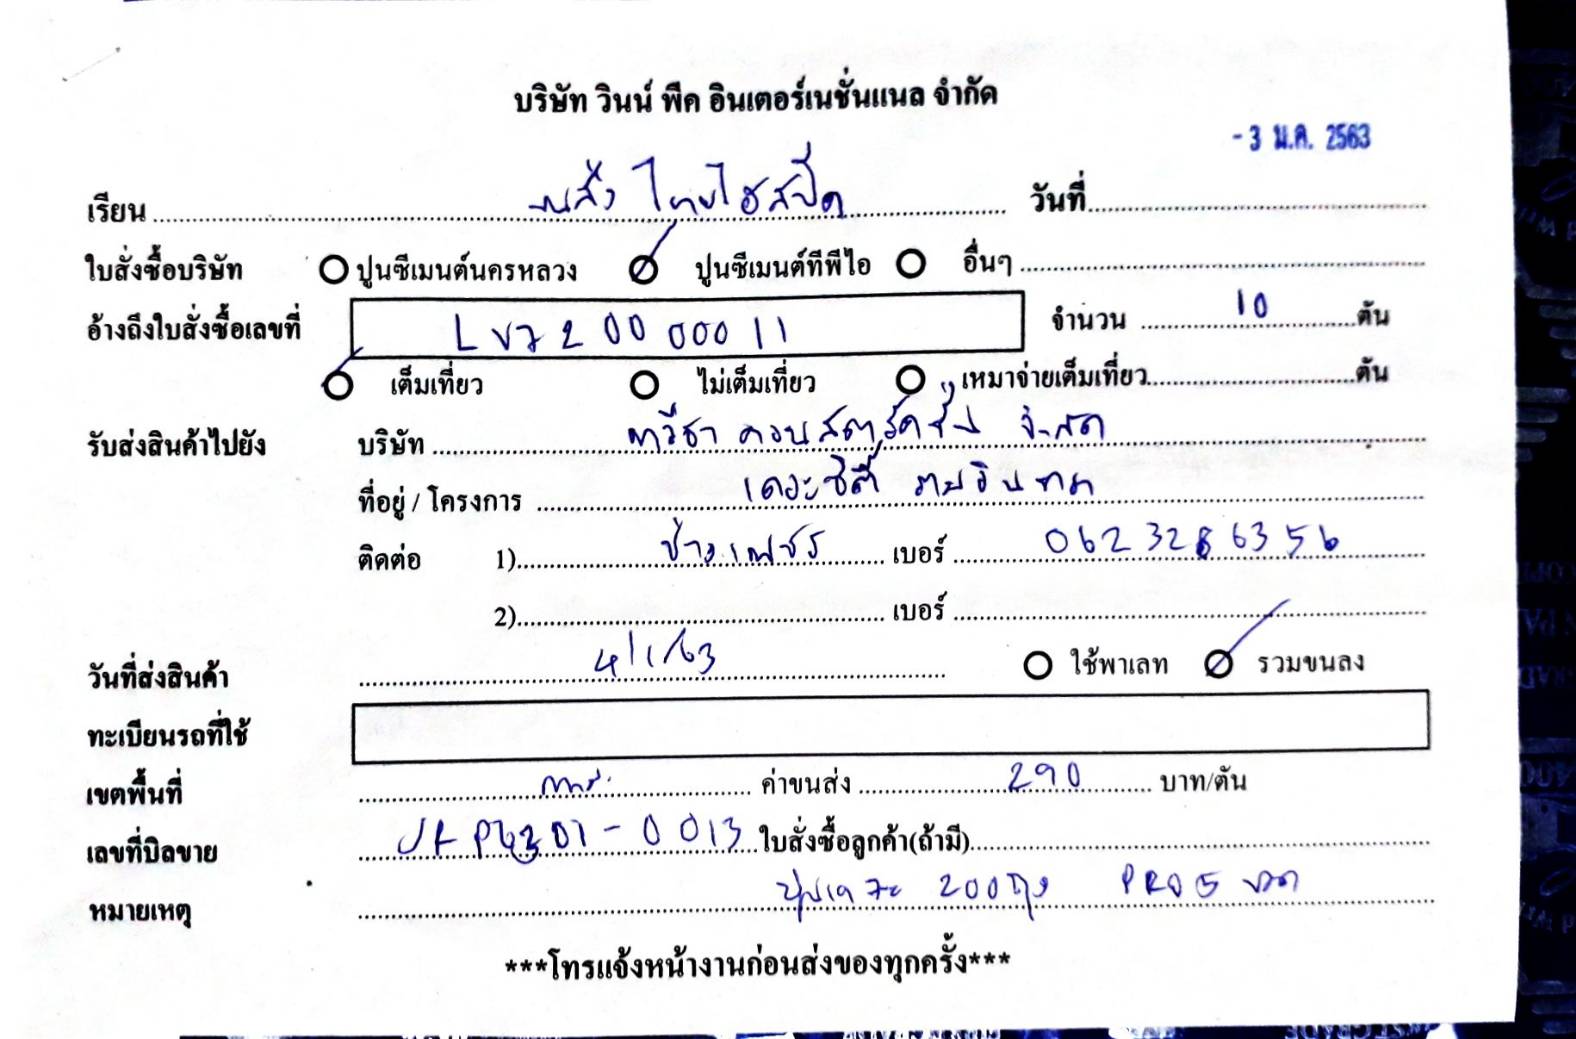 บริษัท วินน์ พีค อินเตอร์เนชั่นแนล จำกัด
- 3 ม.ค. 2563
เรียน ขนส่ง ไทยไฮสปีด วันที่
ใบสั่งซื้อบริษัท ปูนซีเมนต์นครหลวง ปูนซีเมนต์ทีพีไอ อื่นๆ
อ้างถึงใบสั่งซื้อเลขที่ LV7200000 11 จำนวน 10 ตัน
เต็มเที่ยว ไม่เต็มเที่ยว เหมาจ่ายเต็มเที่ยว ตัน
รับส่งสินค้าไปยัง บริษัท คอนสตรัคชั่น จำกัด
ที่อยู่ / โครงการ เดอะซิตี้ รามอินทรา
ติดต่อ 1) ช่างเพชร เบอร์ 0623286356
2) เบอร์
วันที่ส่งสินค้า 4/1/63 ใช้พาเลท รวมขนลง
ทะเบียนรถที่ใช้
เขตพื้นที่ กทม. ค่าขนส่ง 290 บาท/ตัน
เลขที่บิลขาย 01-0013 ใบสั่งซื้อลูกค้า(ถ้ามี)
หมายเหตุ 200 ถุง
***โทรแจ้งหน้างานก่อนส่งของทุกครั้ง***